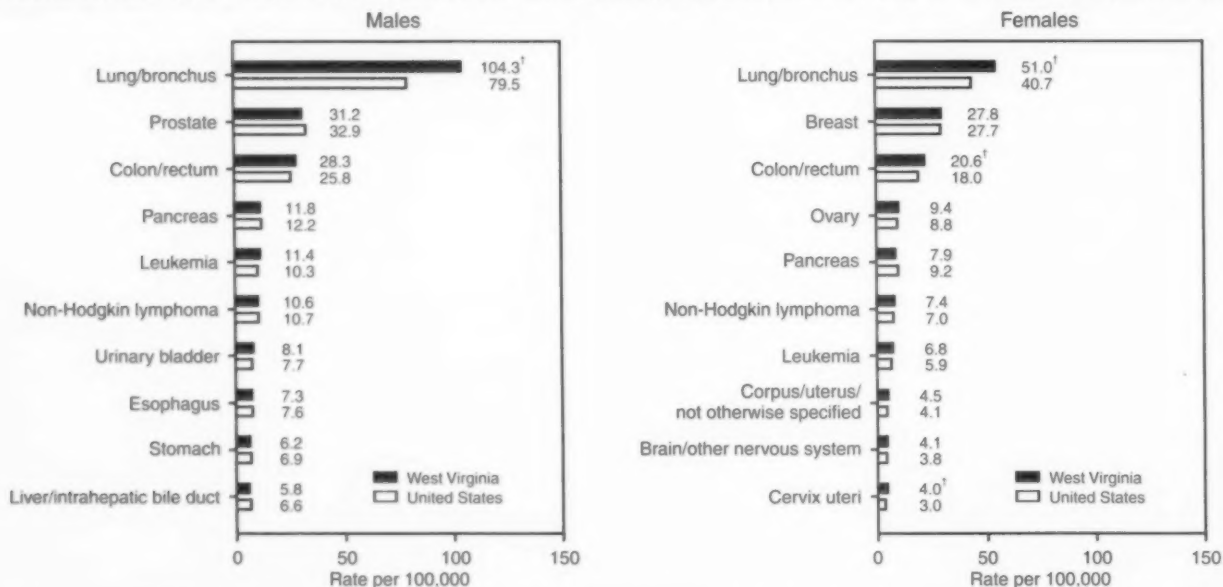 Males
Lung/bronchus
104.3†
79.5
Prostate
31.2
32.9
Colon/rectum
28.3
25.8
Pancreas
11.8
12.2
Leukemia
11.4
10.3
Non-Hodgkin lymphoma
10.6
10.7
Urinary bladder
8.1
7.7
Esophagus
7.3
7.6
Stomach
6.2
6.9
Liver/intrahepatic bile duct
5.8
6.6
West Virginia
United States
0 50 100 150
Rate per 100,000
Females
Lung/bronchus
51.0†
40.7
Breast
27.8
27.7
Colon/rectum
20.6†
18.0
Ovary
9.4
8.8
Pancreas
7.9
9.2
Non-Hodgkin lymphoma
7.4
7.0
Leukemia
6.8
5.9
Corpus/uterus/
not otherwise specified
4.5
4.1
Brain/other nervous system
4.1
3.8
Cervix uteri
4.0†
3.0
West Virginia
United States
0 50 100 150
Rate per 100,000